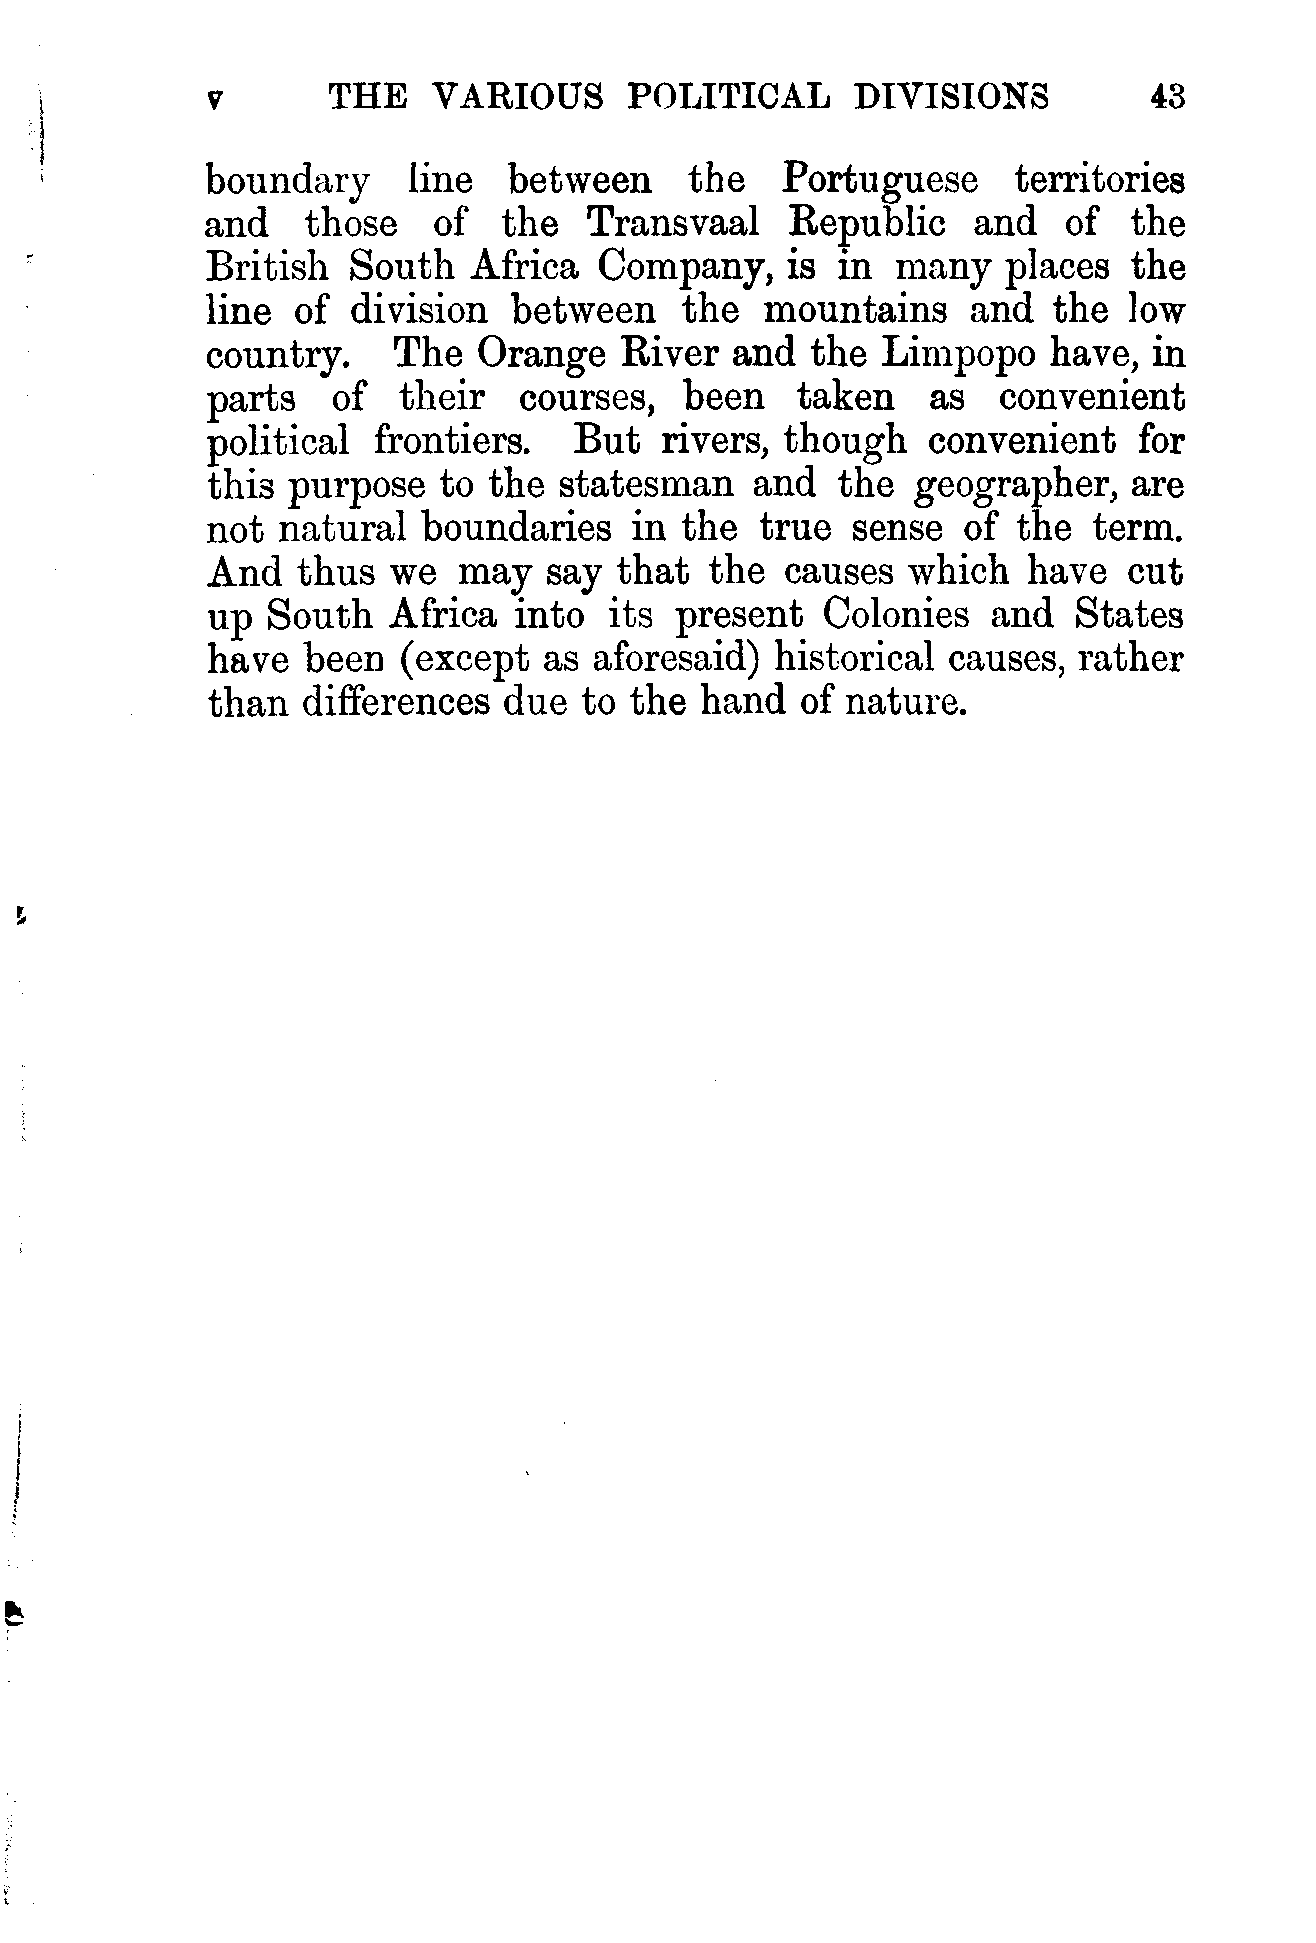 v THE VARIOUS POLITICAL DIVISIONS 43
boundary line between the Portuguese territories
and those of the Transvaal Republic and of the
British South Africa Company, is in many places the
line of division between the mountains and the low
country. The Orange River and the Limpopo have, in
parts of their courses, been taken as convenient
political frontiers. But rivers, though convenient for
this purpose to the statesman and the geographer, are
not natural boundaries in the true sense of the term.
And thus we may say that the causes which have cut
up South Africa into its present Colonies and States
have been (except as aforesaid) historical causes, rather
than differences due to the hand of nature.